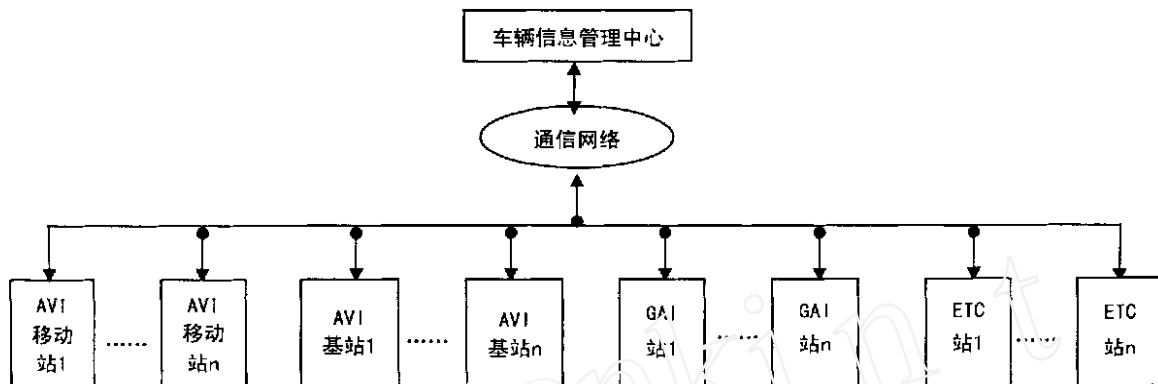 车辆信息管理中心
通信网络
AVI
移动
站1
......
AVI
移动
站n
AVI
基站1
......
AVI
基站n
GAI
站1
......
GAI
站n
ETC
站1
......
ETC
站n